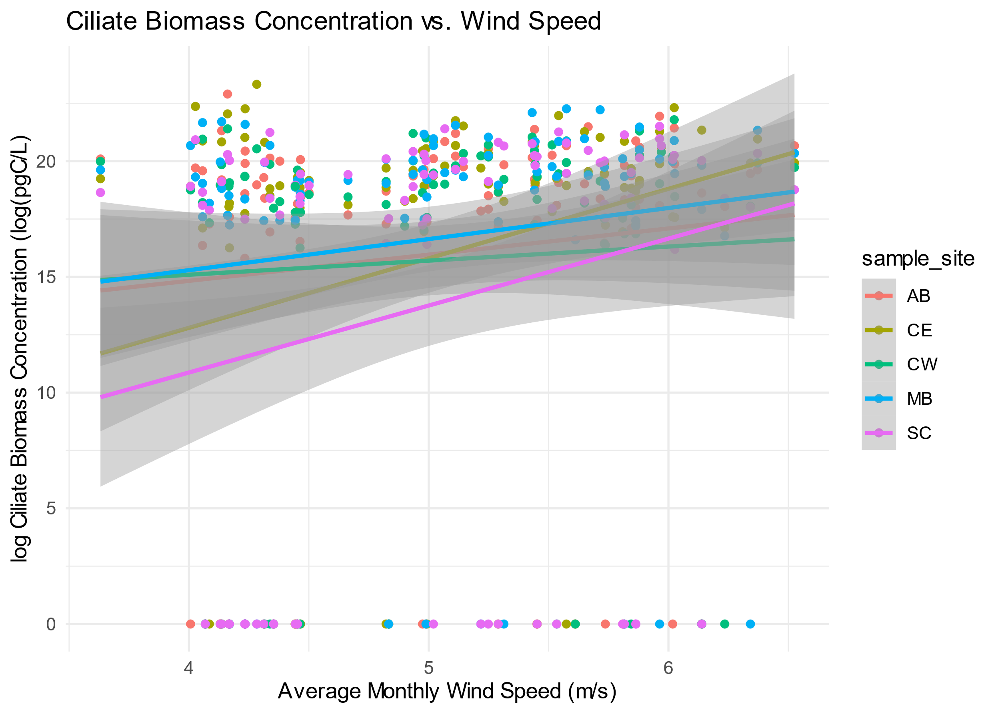 Ciliate Biomass Concentration vs. Wind Speed
log Ciliate Biomass Concentration (log(pgC/L)
20
15
10
5
0
4
5
6
Average Monthly Wind Speed (m/s)
sample_site
AB
CE
CW
MB
SC